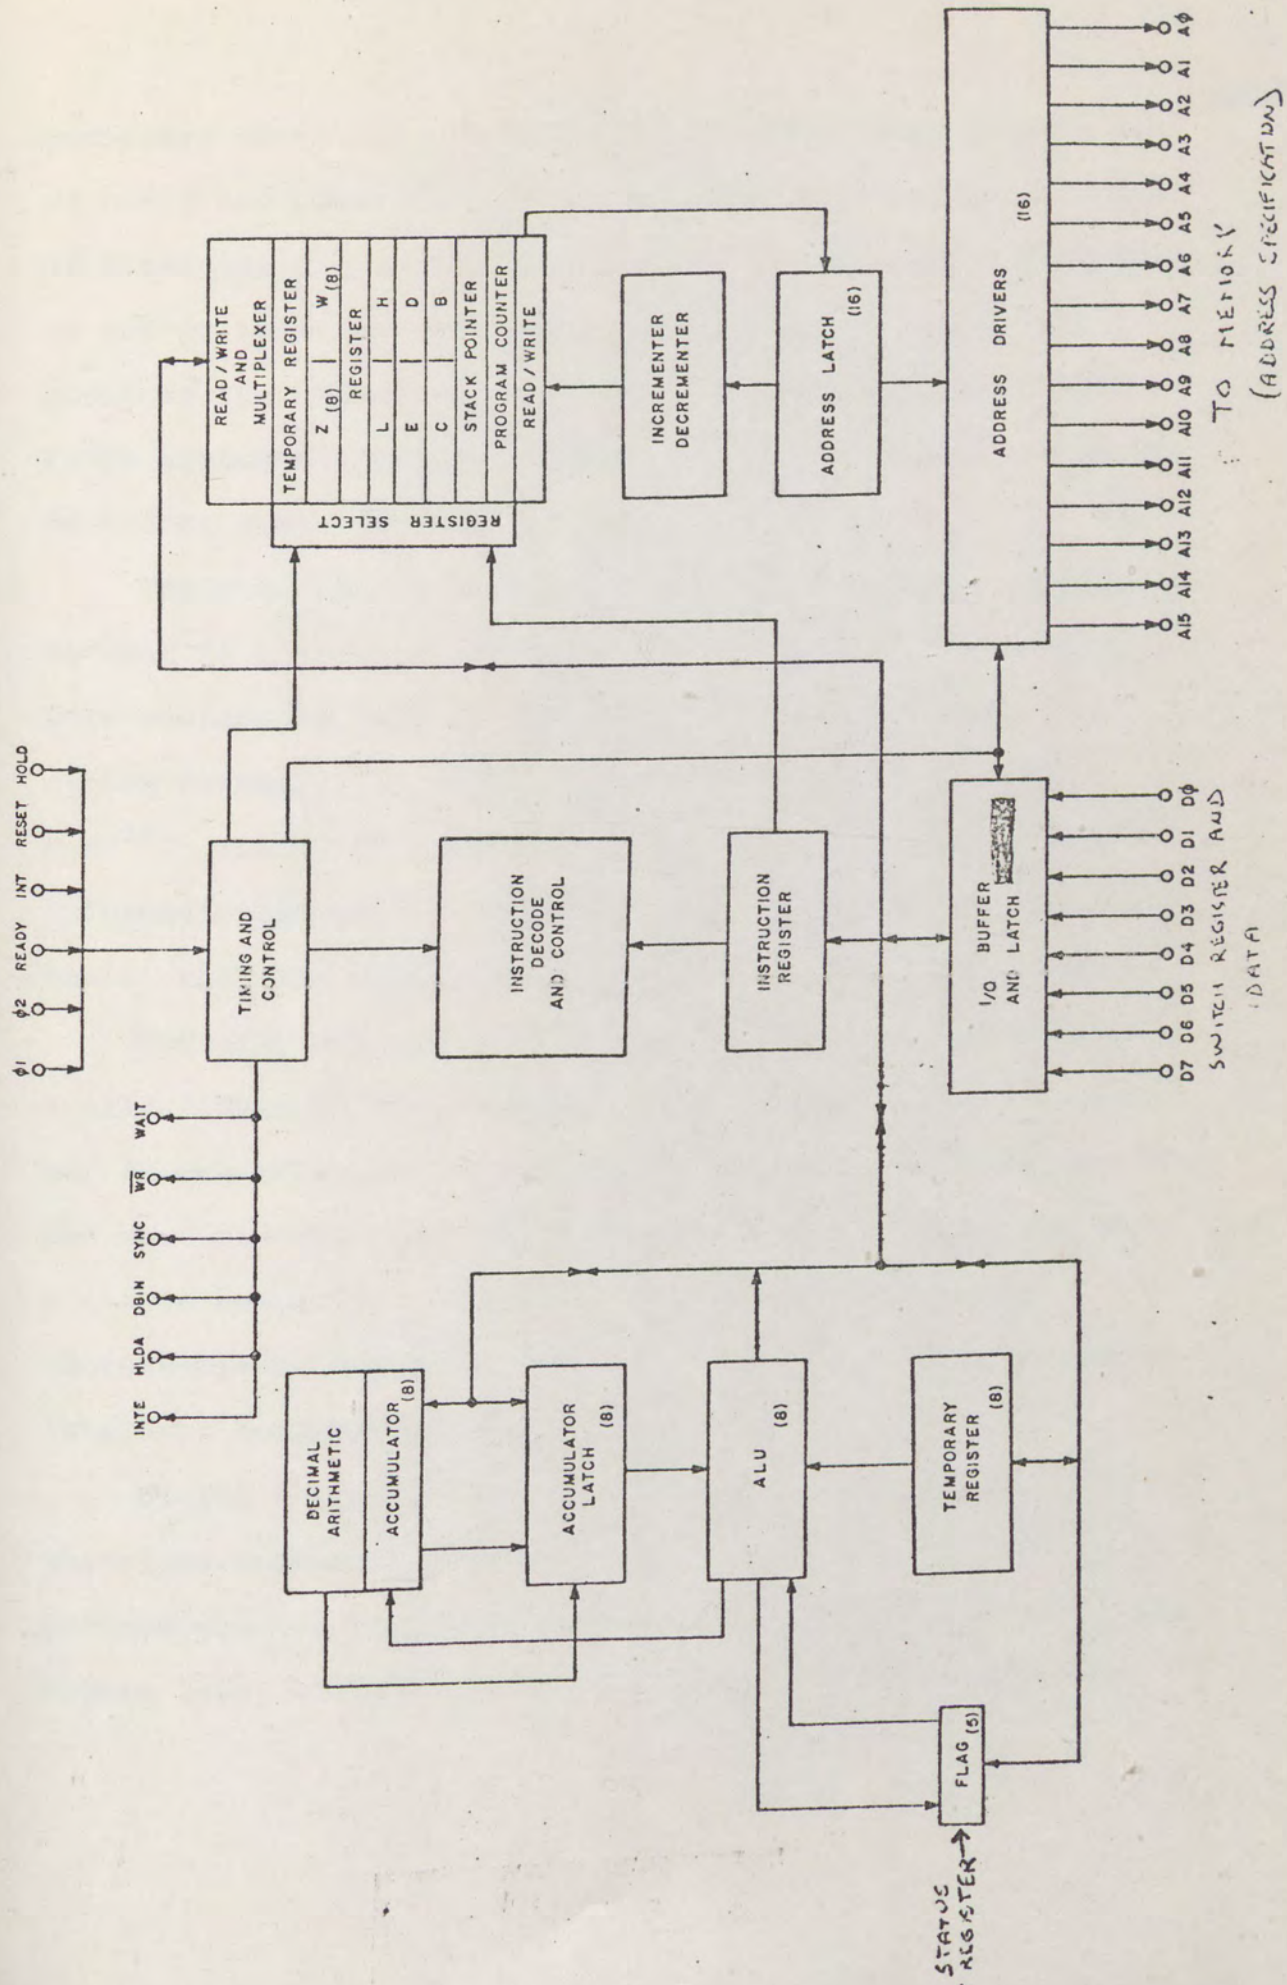 φ1 φ2 READY INT RESET HOLD
INTE HLDA DBIN SYNC WR WAIT
TIMING AND
CONTROL
INSTRUCTION
DECODE
AND CONTROL
INSTRUCTION
REGISTER
I/O BUFFER
AND LATCH
D7 D6 D5 D4 D3 D2 D1 Dφ
SWITCH REGISTER AND
DATA
DECIMAL
ARITHMETIC
ACCUMULATOR (8)
ACCUMULATOR
LATCH
(8)
ALU
(8)
TEMPORARY
REGISTER
(8)
FLAG (5)
STATUS
REGISTER
READ/WRITE
AND
MULTIPLEXER
TEMPORARY REGISTER
Z (8) W (8)
REGISTER
L H
E D
C B
STACK POINTER
PROGRAM COUNTER
READ/WRITE
REGISTER SELECT
INCREMENTER
DECREMENTER
ADDRESS LATCH
(16)
ADDRESS DRIVERS
(16)
A15 A14 A13 A12 A11 A10 A9 A8 A7 A6 A5 A4 A3 A2 A1 Aφ
TO MEMORY
(ADDRESS SPECIFICATION)